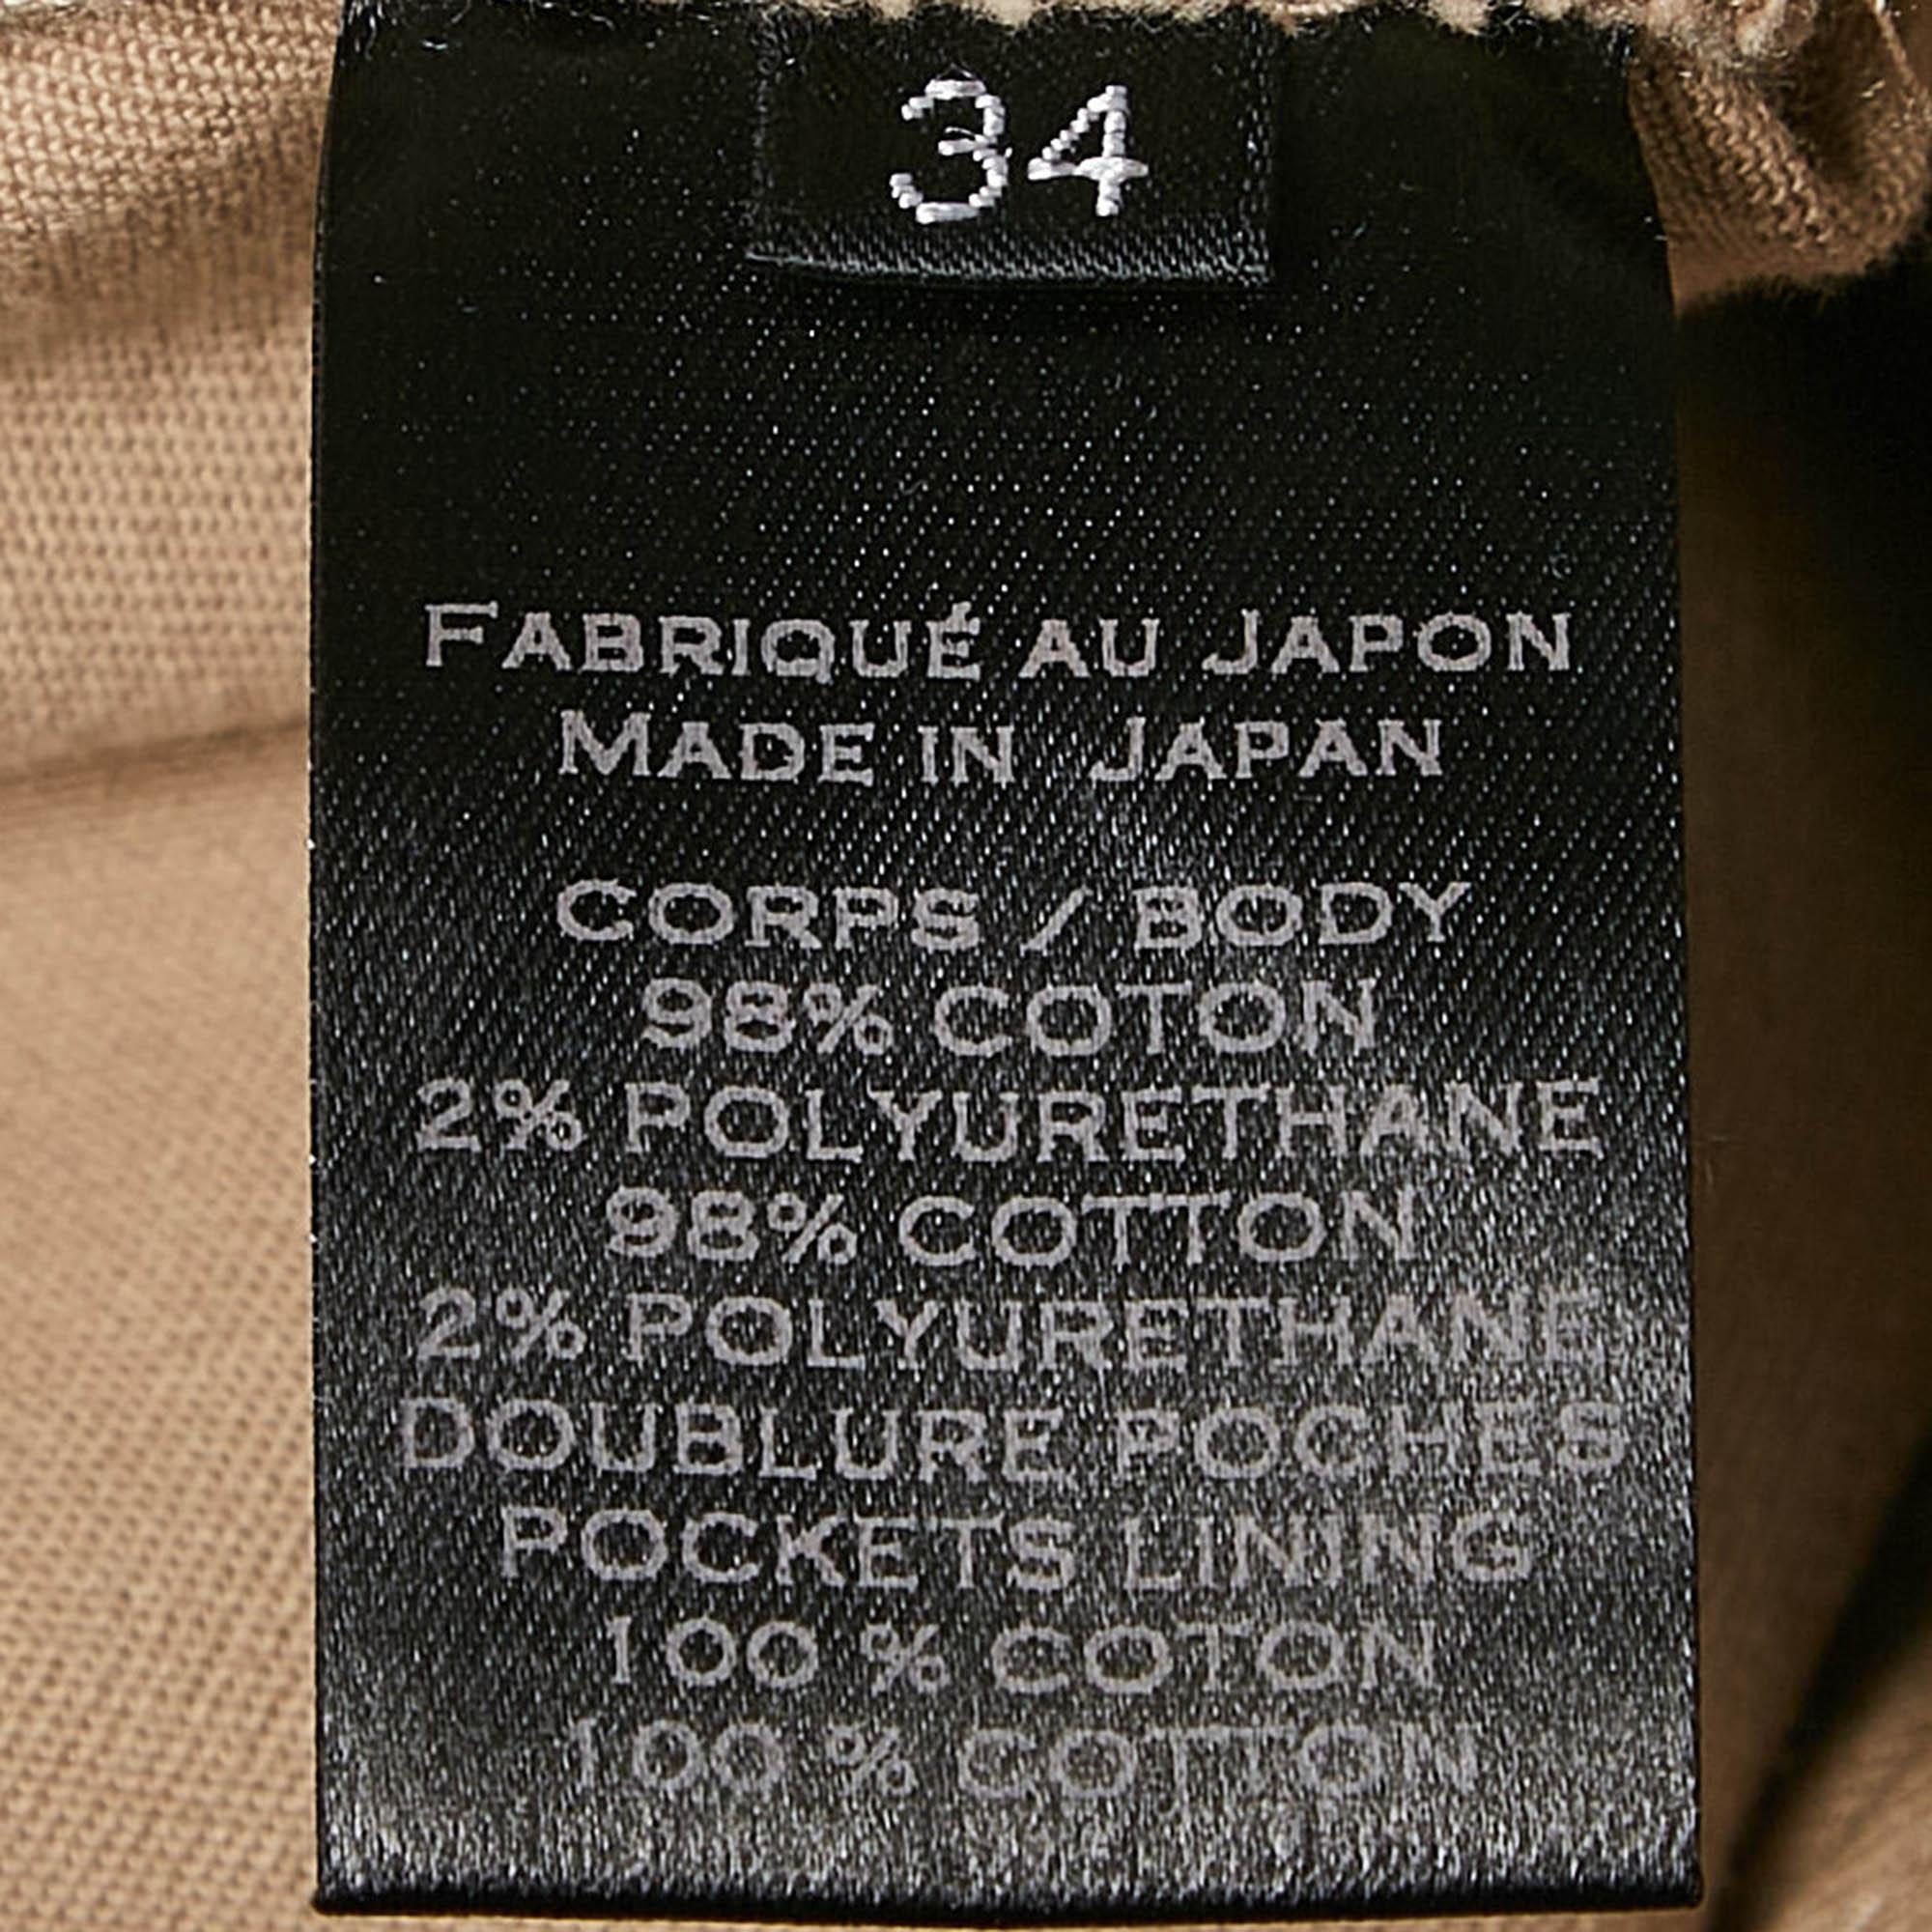 34
FABRIQUÉ AU JAPON
MADE IN JAPAN
CORPS / BODY
98% COTON
2% POLYURETHANE
98% COTTON
2% POLYURETHANE
DOUBLURE POCHES
POCKETS LINING
100 % COTON
100 % COTTON